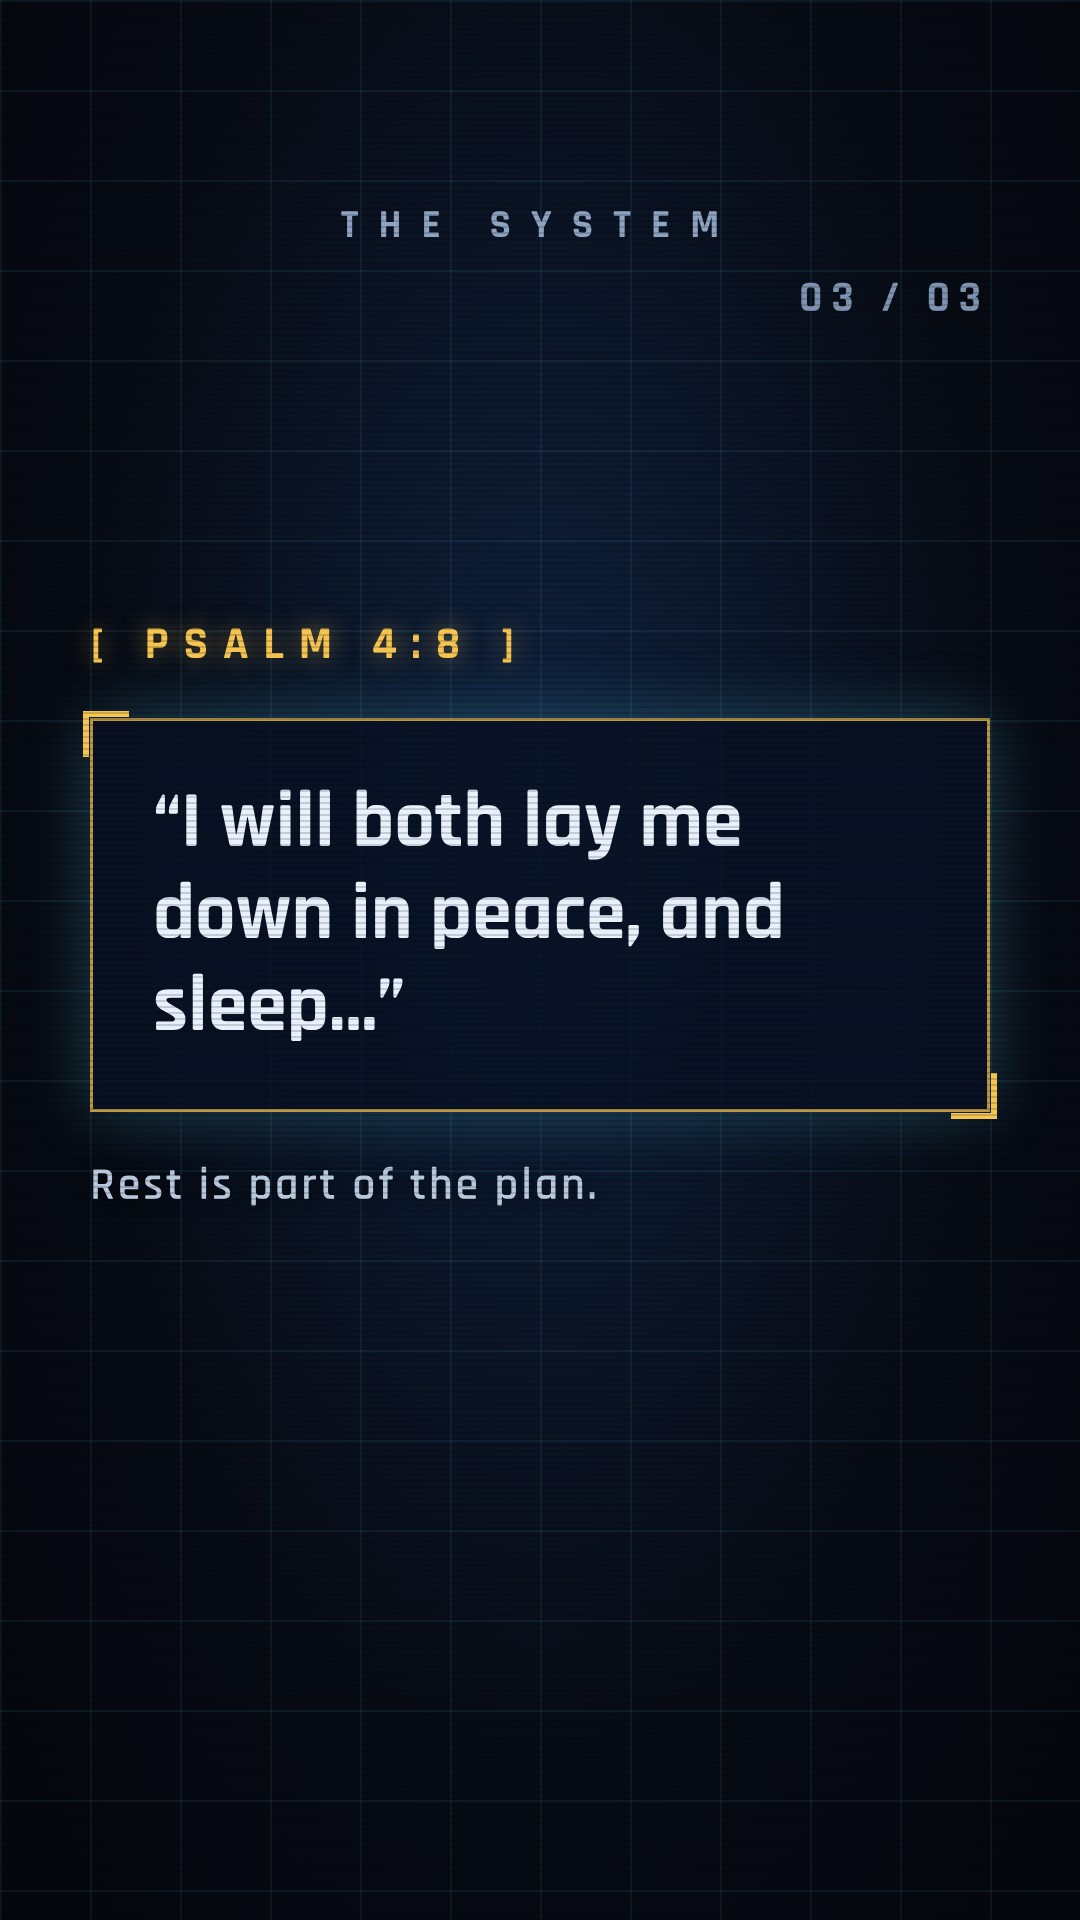 THE SYSTEM
03 / 03
[ PSALM 4:8 ]
“I will both lay me
down in peace, and
sleep...”
Rest is part of the plan.